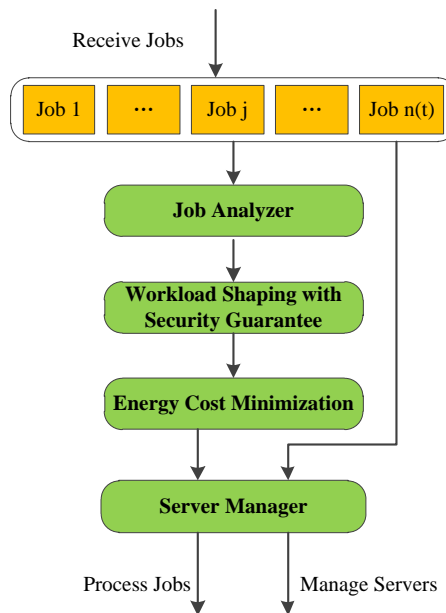 Receive Jobs
Job 1
...
Job j
...
Job n(t)
Job Analyzer
Workload Shaping with
Security Guarantee
Energy Cost Minimization
Server Manager
Process Jobs
Manage Servers